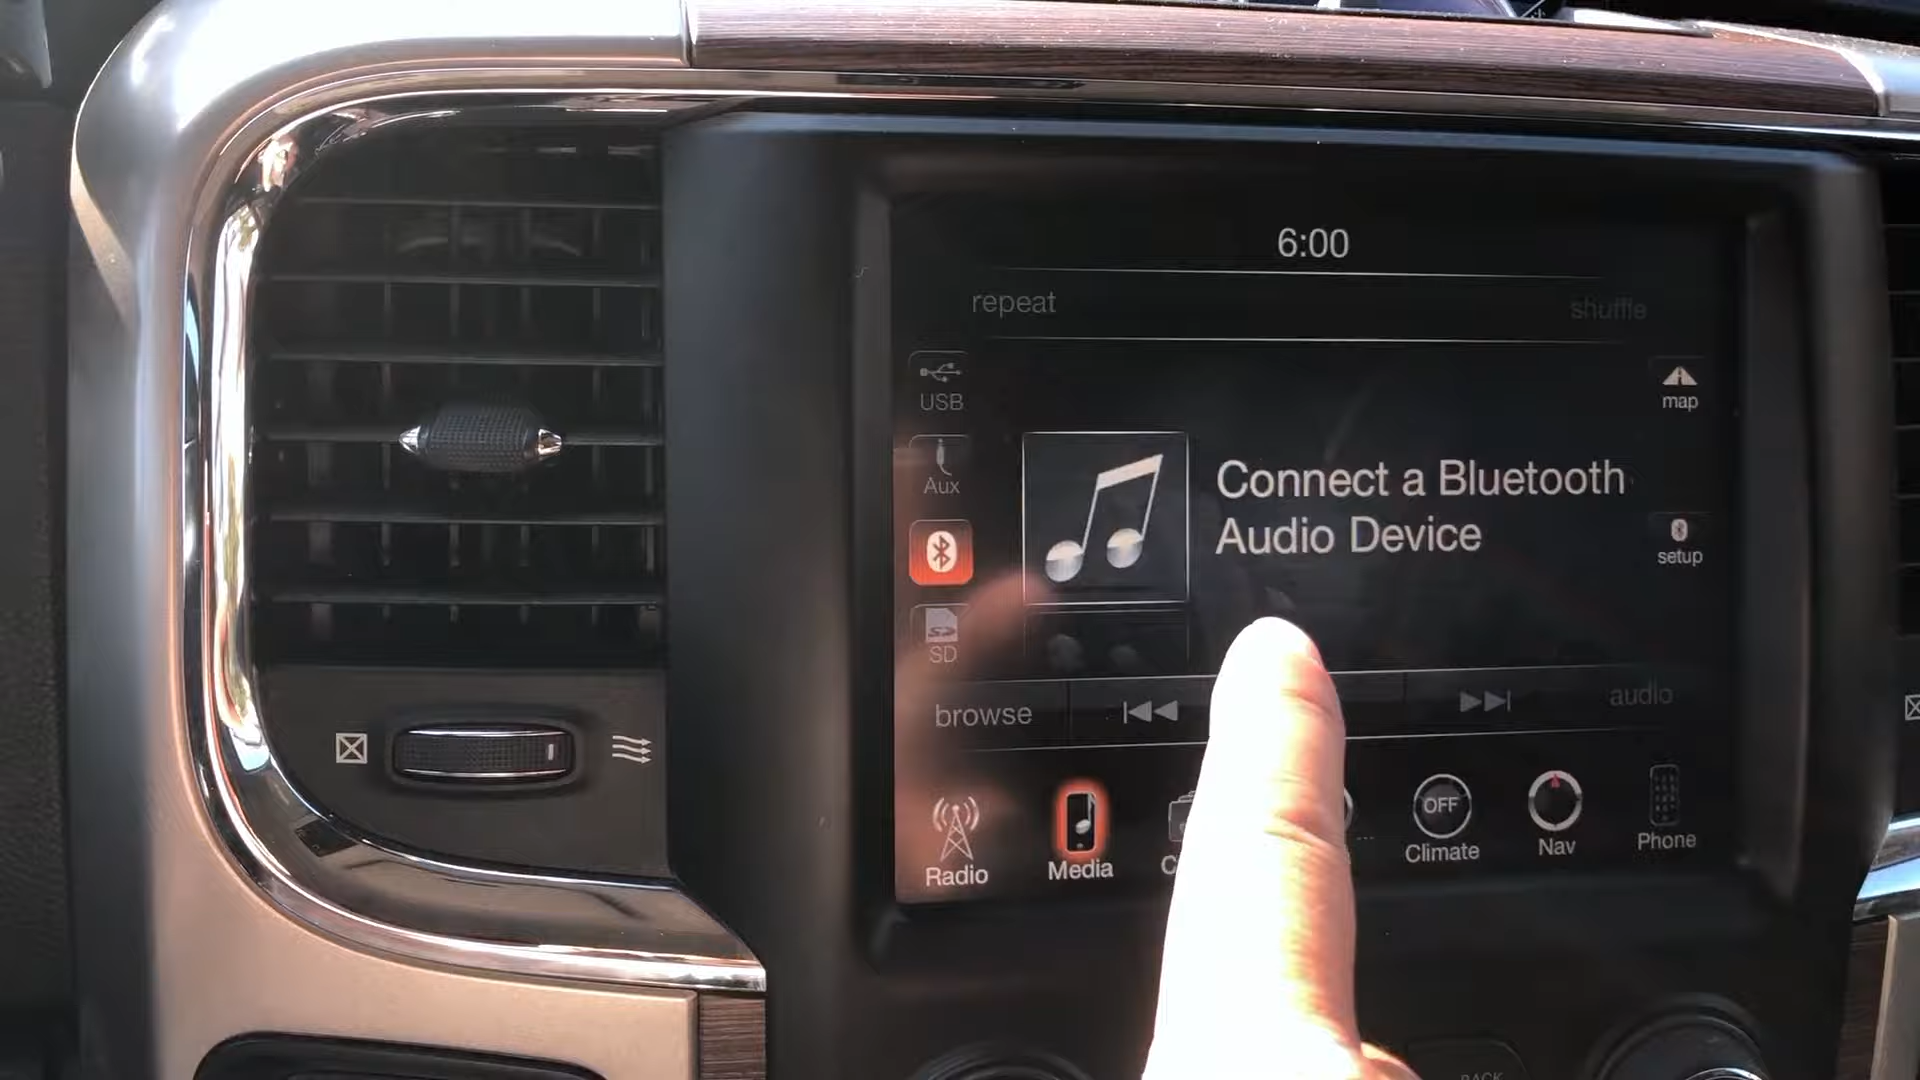 6:00
repeat
shuffle
USB
map
Aux
Connect a Bluetooth
Audio Device
setup
SD
browse
audio
OFF
Radio
Media
Climate
Nav
Phone
BACK